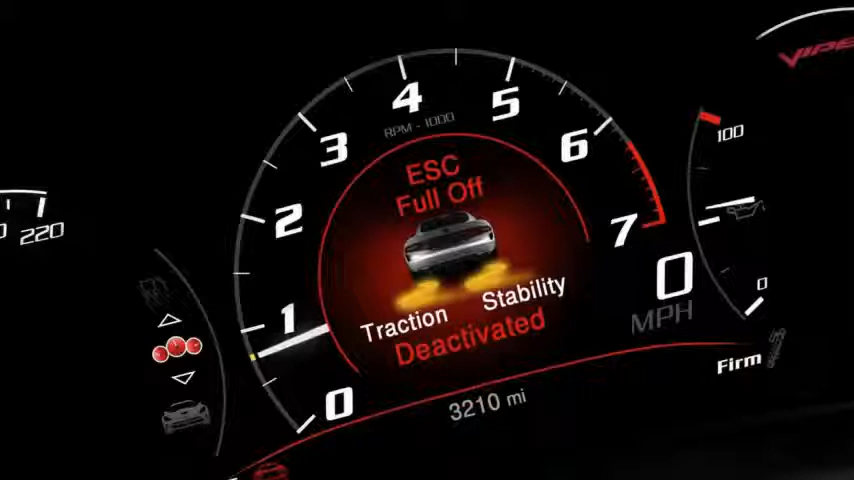 VIPE
4
5
RPM - 1000
3
6
100
ESC
Full Off
2
7
220
0
0
1
Traction
Stability
MPH
Deactivated
Firm
0
3210 mi